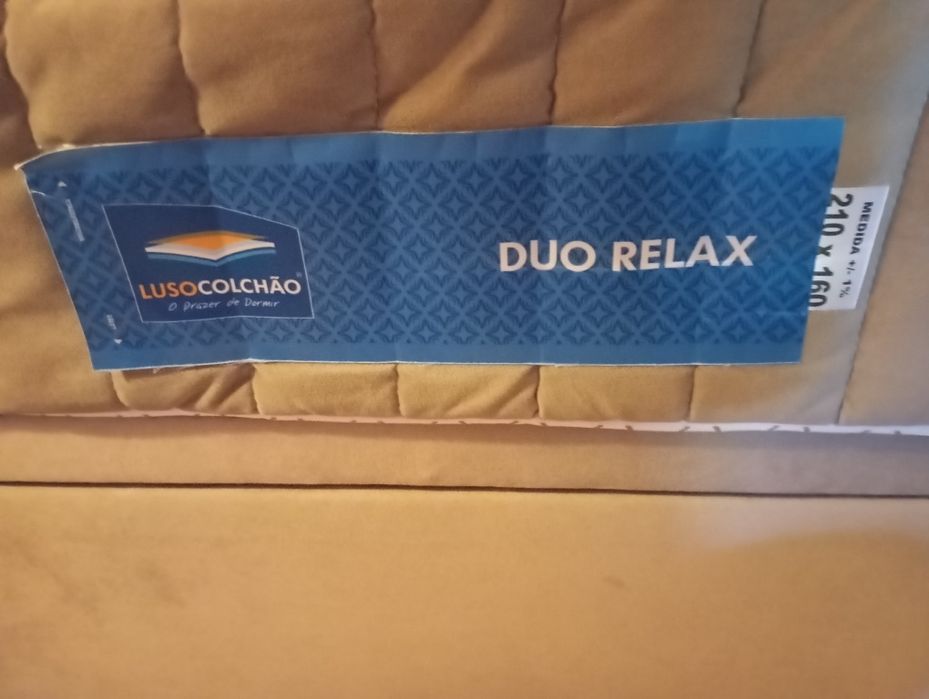 LUSOCOLCHÃO
O Prazer de Dormir
DUO RELAX
MEDIDA +/- 1%
210 x 160